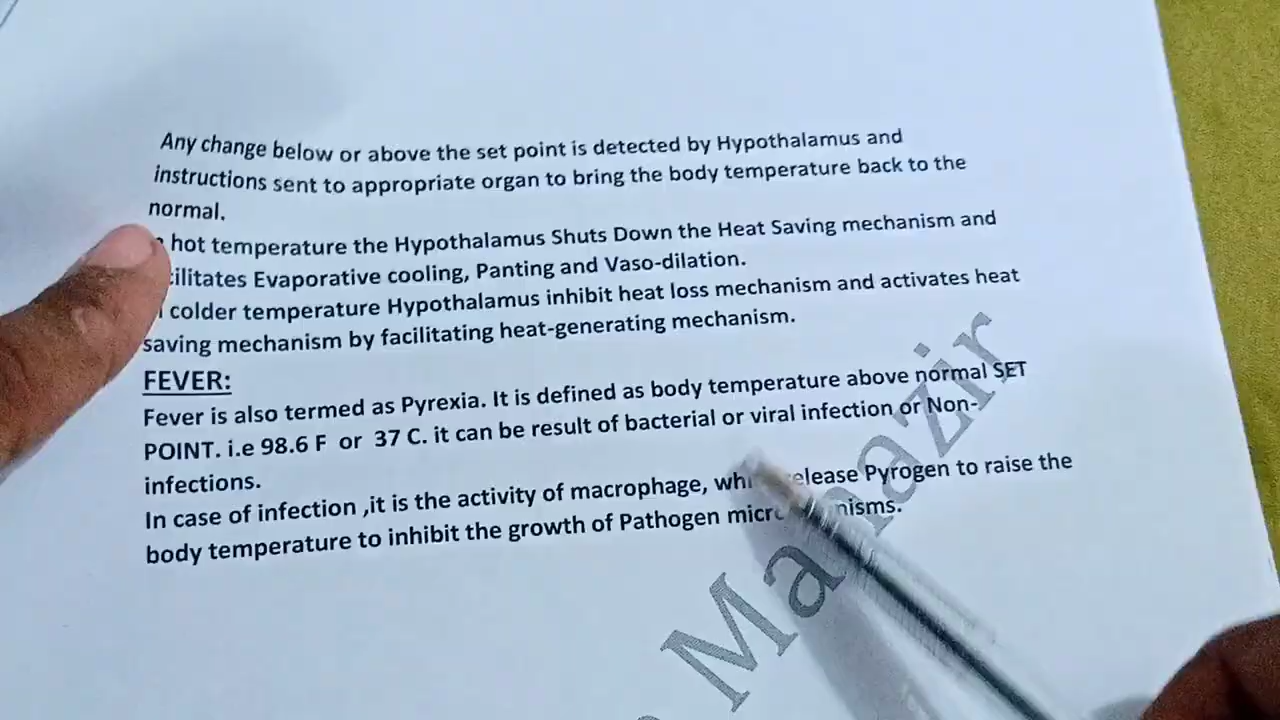 Any change below or above the set point is detected by Hypothalamus and
instructions sent to appropriate organ to bring the body temperature back to the
normal.
hot temperature the Hypothalamus Shuts Down the Heat Saving mechanism and
Evaporative cooling, Panting and Vaso-dilation.
colder temperature Hypothalamus inhibit heat loss mechanism and activates heat
saving mechanism by facilitating heat-generating mechanism.
FEVER:
Fever is also termed as Pyrexia. It is defined as body temperature above normal SET
POINT. i.e 98.6 F or 37 C. it can be result of bacterial or viral infection or Non-
infections.
In case of infection ,it is the activity of macrophage, Pyrogen to raise the
body temperature to inhibit the growth of Pathogen